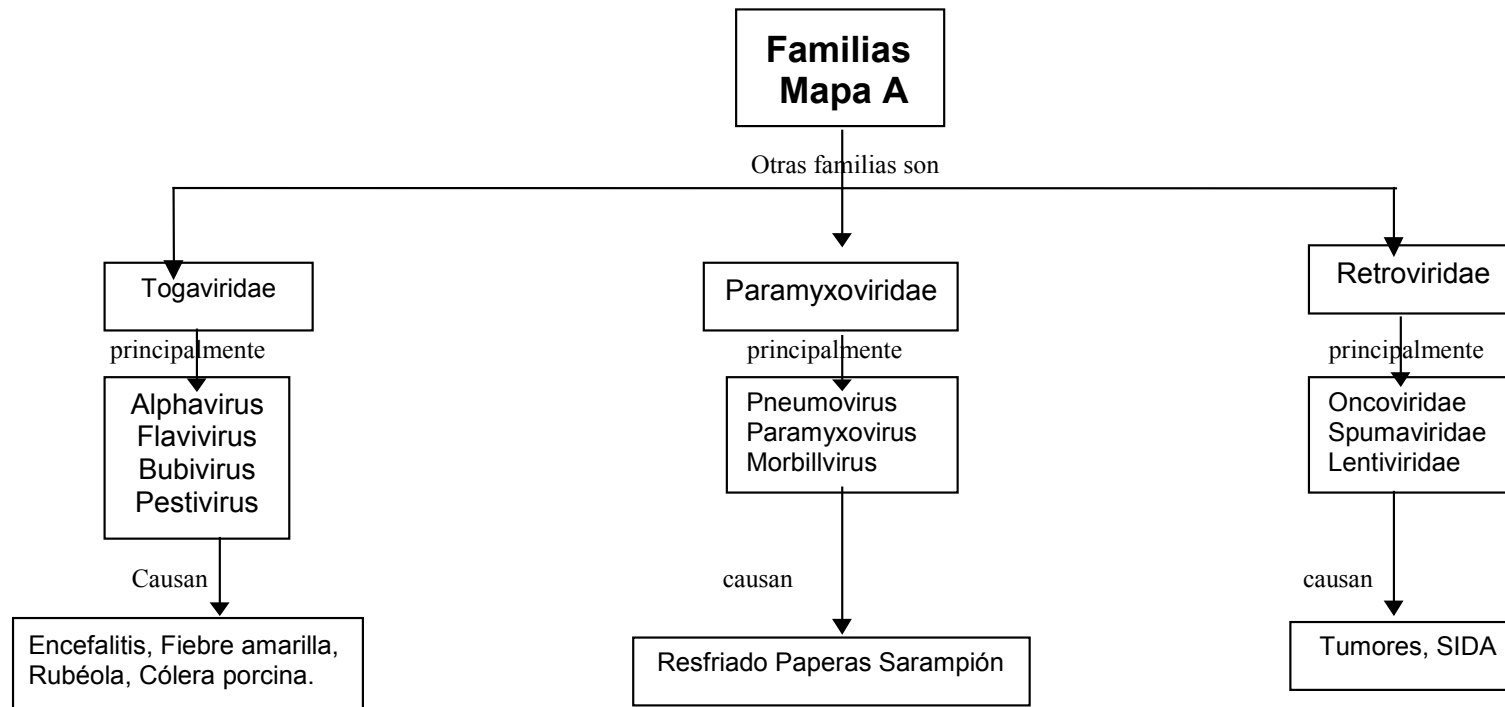 Familias
Mapa A
Otras familias son
Togaviridae
Paramyxoviridae
Retroviridae
principalmente
principalmente
principalmente
Alphavirus
Flavivirus
Bubivirus
Pestivirus
Pneumovirus
Paramyxovirus
Morbillvirus
Oncoviridae
Spumaviridae
Lentiviridae
Causan
causan
causan
Encefalitis, Fiebre amarilla,
Rubéola, Cólera porcina.
Resfriado Paperas Sarampión
Tumores, SIDA